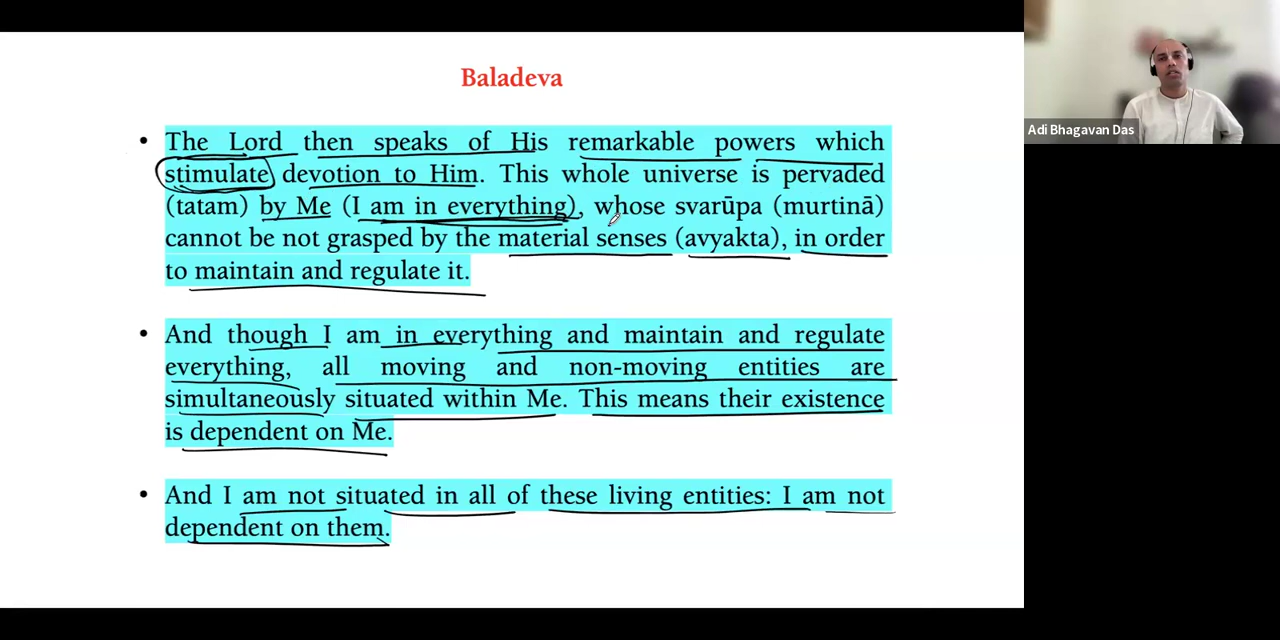 Baladeva
• The Lord then speaks of His remarkable powers which
stimulate devotion to Him. This whole universe is pervaded
(tatam) by Me (I am in everything), whose svarūpa (murtinā)
cannot be not grasped by the material senses (avyakta), in order
to maintain and regulate it.
• And though I am in everything and maintain and regulate
everything, all moving and non-moving entities are
simultaneously situated within Me. This means their existence
is dependent on Me.
• And I am not situated in all of these living entities: I am not
dependent on them.
Adi Bhagavan Das